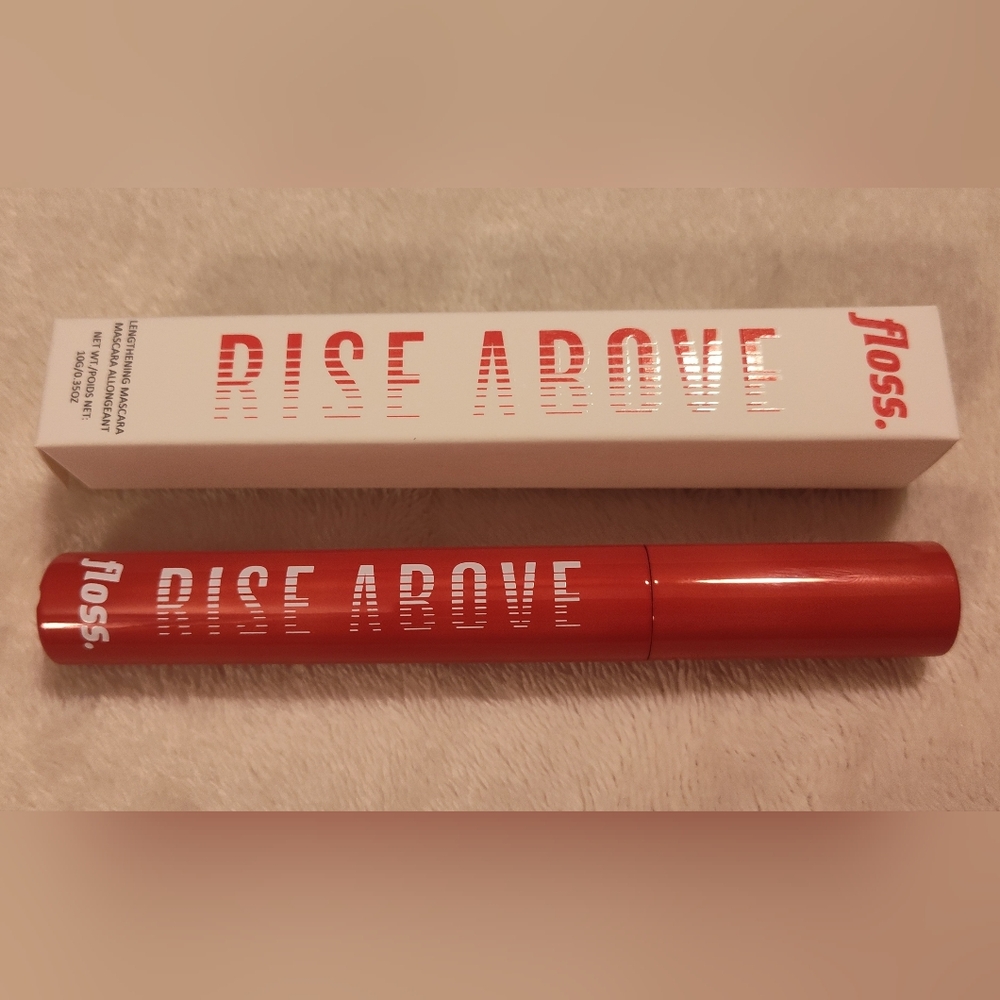 LENGTHENING MASCARA
MASCARA ALLONGEANT
NET WT./POIDS NET:
10G/0.35OZ
RISE ABOVE
floss.
floss.
RISE ABOVE